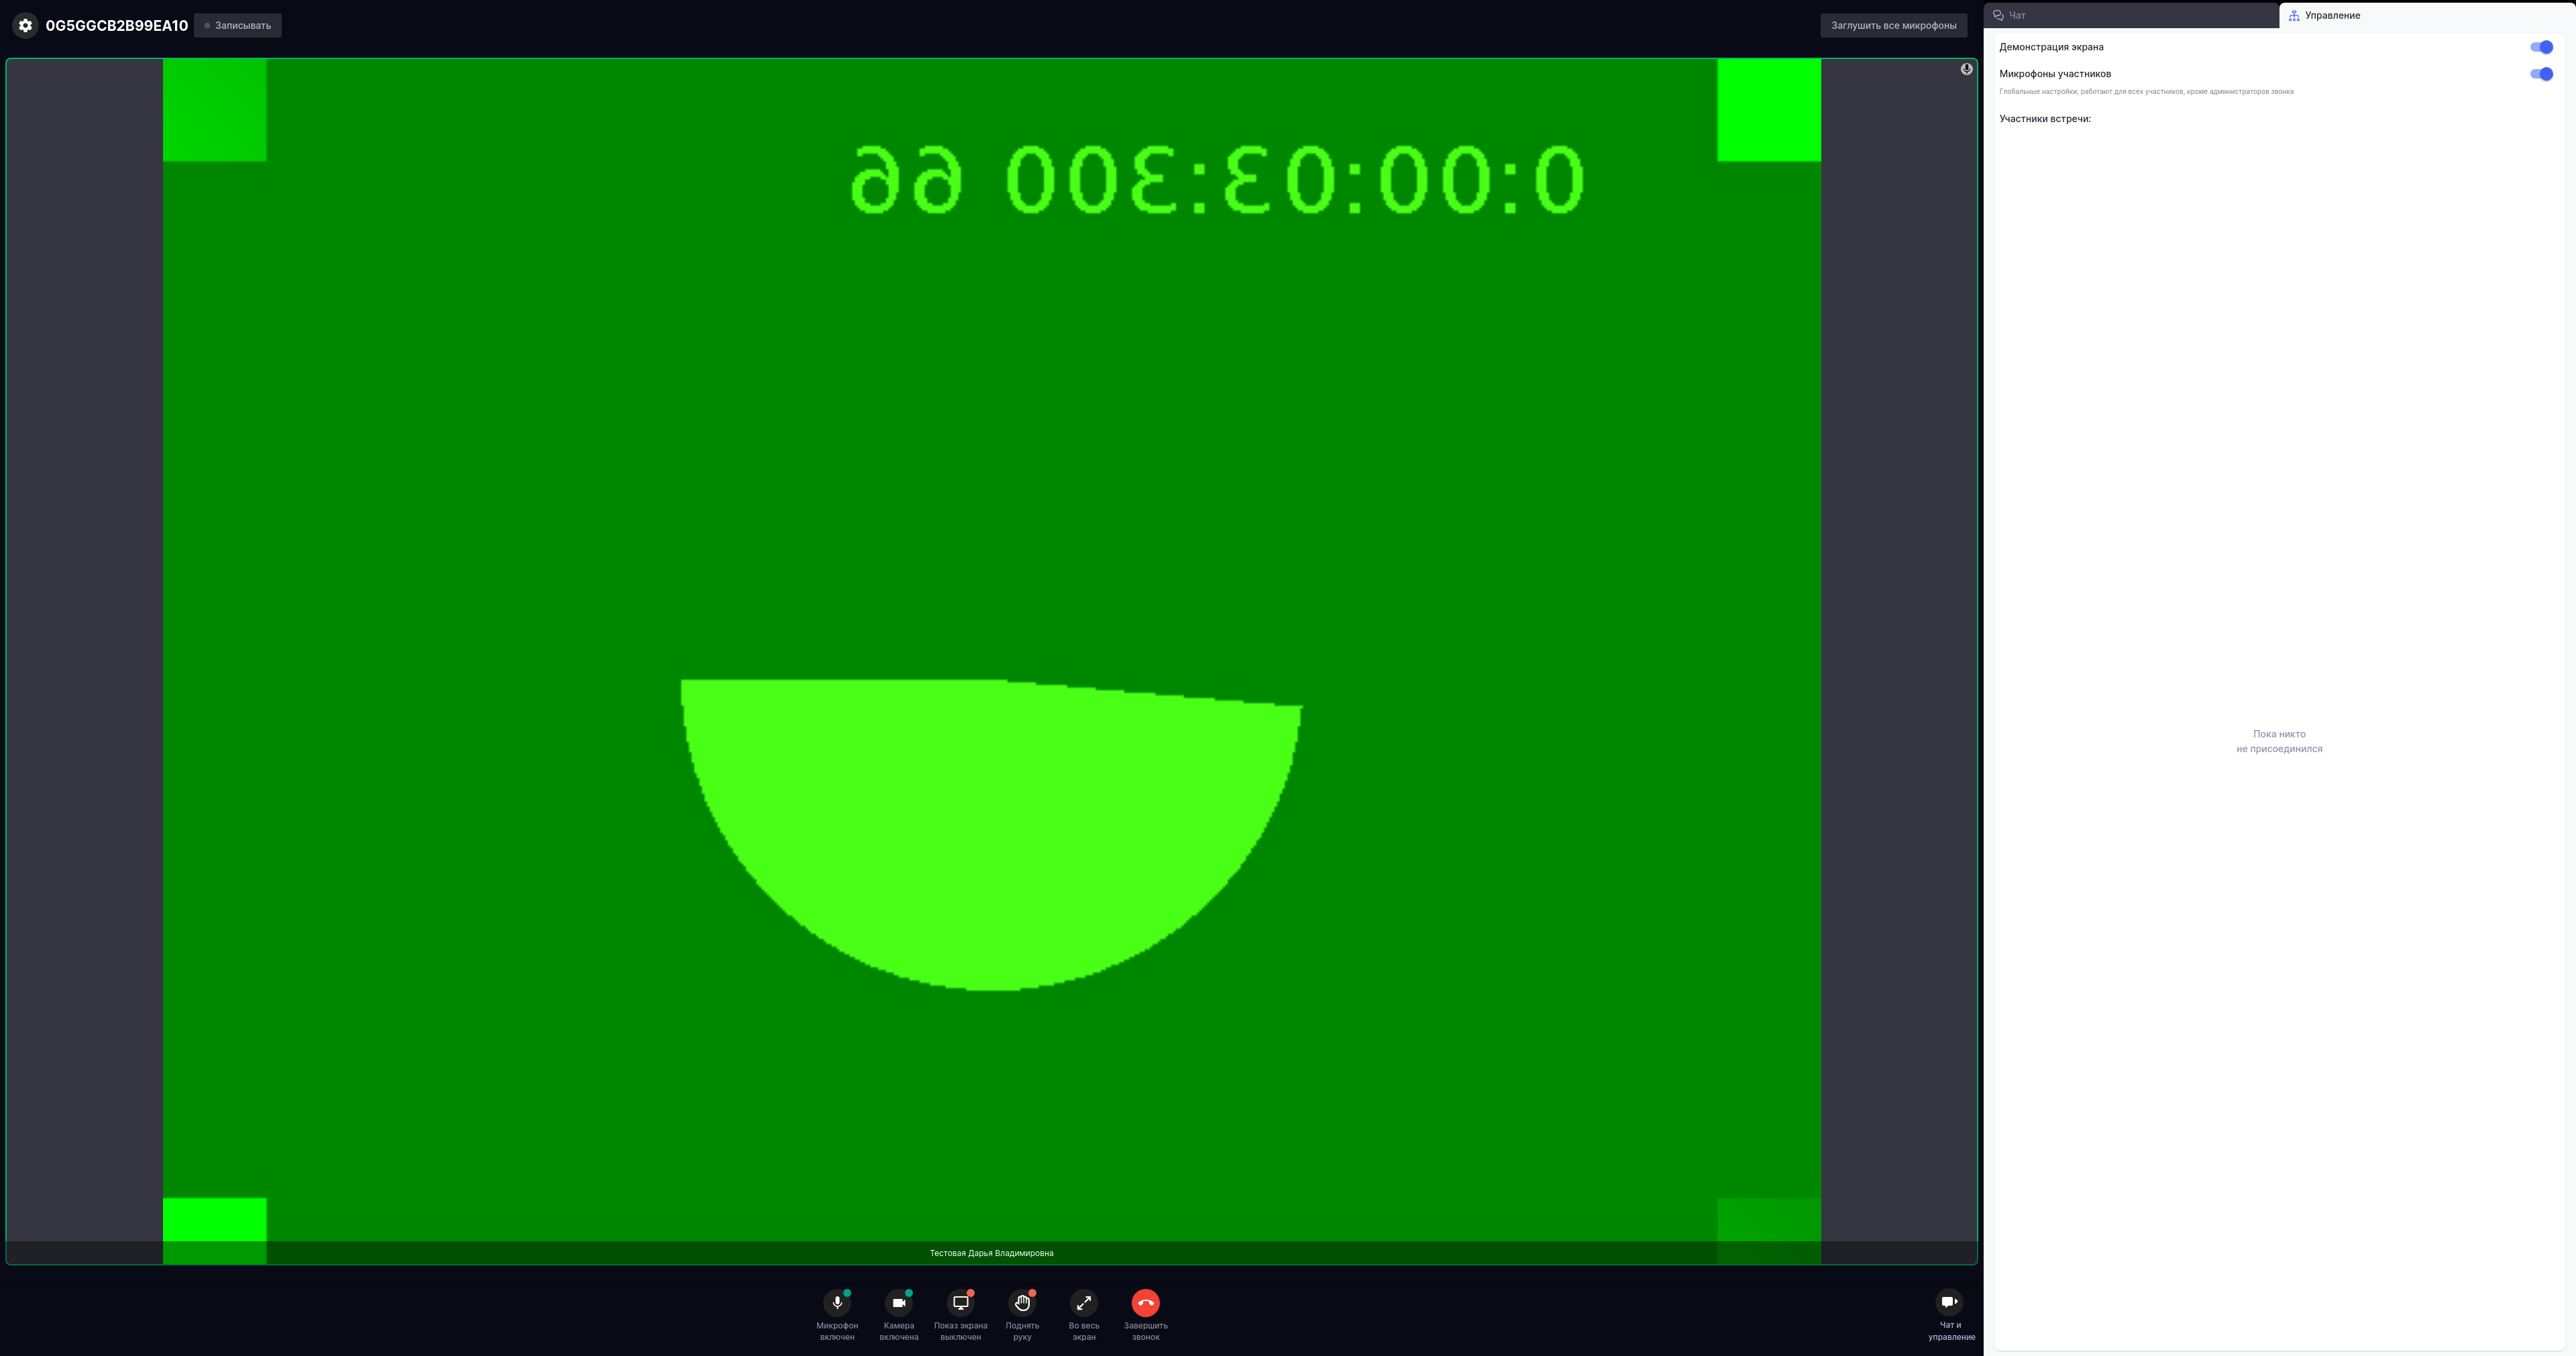 0G5GGCB2B99EA10
Записывать
Заглушить все микрофоны
Чат
Управление
Демонстрация экрана
Микрофоны участников
Глобальные настройки, работают для всех участников, кроме администраторов звонка
Участники встречи:
0:00:03:300 66
Пока никто
не присоединился
Тестовая Дарья Владимировна
Микрофон
включен
Камера
включена
Показ экрана
выключен
Поднять
руку
Во весь
экран
Завершить
звонок
Чат и
управление